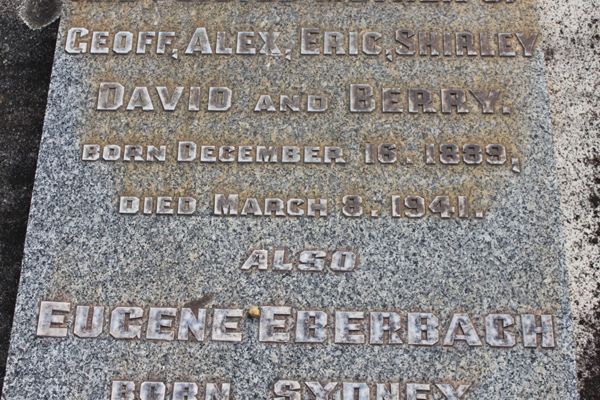 Geoff, Alex, Eric, Shirley
David and Berry.
born December 16. 1889,
died March 8. 1941.
also
Eugene Eberbach
born Sydney